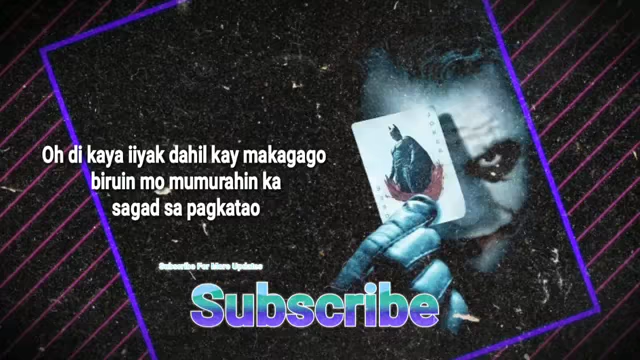 Oh di kaya iiyak dahil kay makagago
biruin mo mumurahin ka
sagad sa pagkatao
Subscribe For More Updates
Subscribe